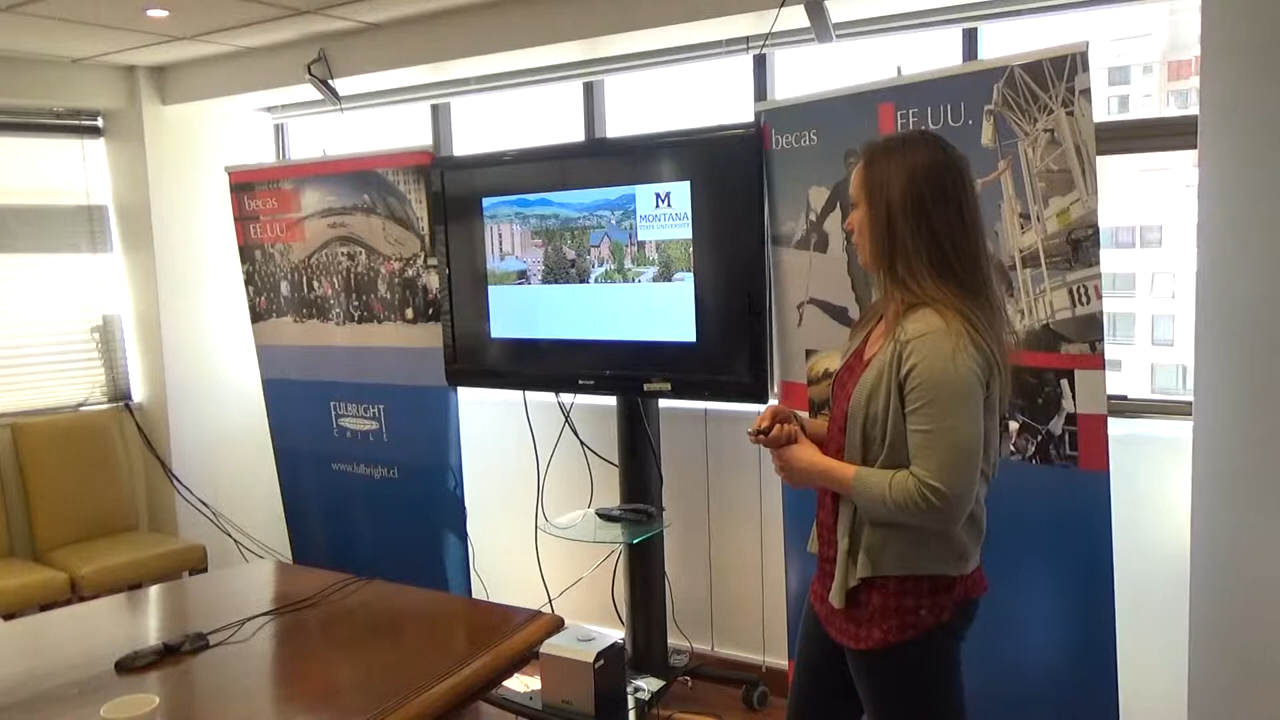 becas
EE.UU.
FULBRIGHT
CHILE
www.fulbright.cl
M
MONTANA
STATE UNIVERSITY
SHARP
becas
EE.UU.
18